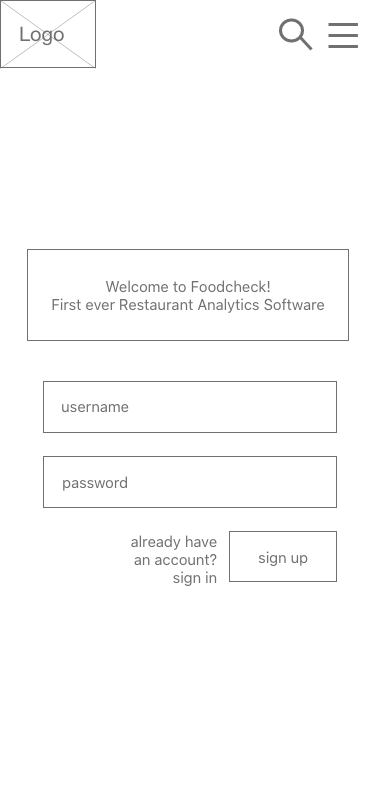 Logo
Welcome to Foodcheck!
First ever Restaurant Analytics Software
username
password
already have
an account?
sign in
sign up